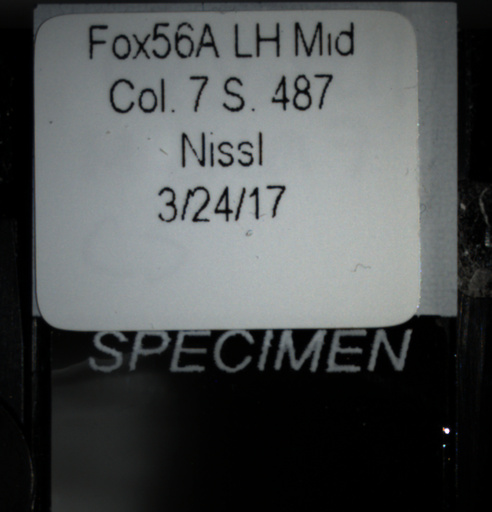 Fox56A LH Mid
Col. 7 S. 487
Nissl
3/24/17
SPECIMEN